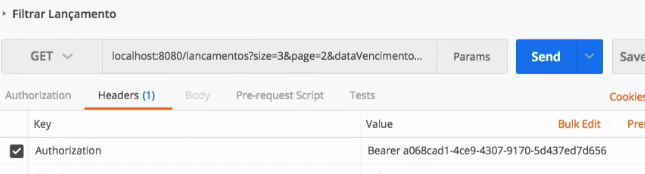 Filtrar Lançamento
GET localhost:8080/lancamentos?size=3&page=2&dataVencimento... Params Send Save
Authorization Headers (1) Body Pre-request Script Tests Cookies
Key Value Bulk Edit Pres
Authorization Bearer a068cad1-4ce9-4307-9170-5d437ed7d656